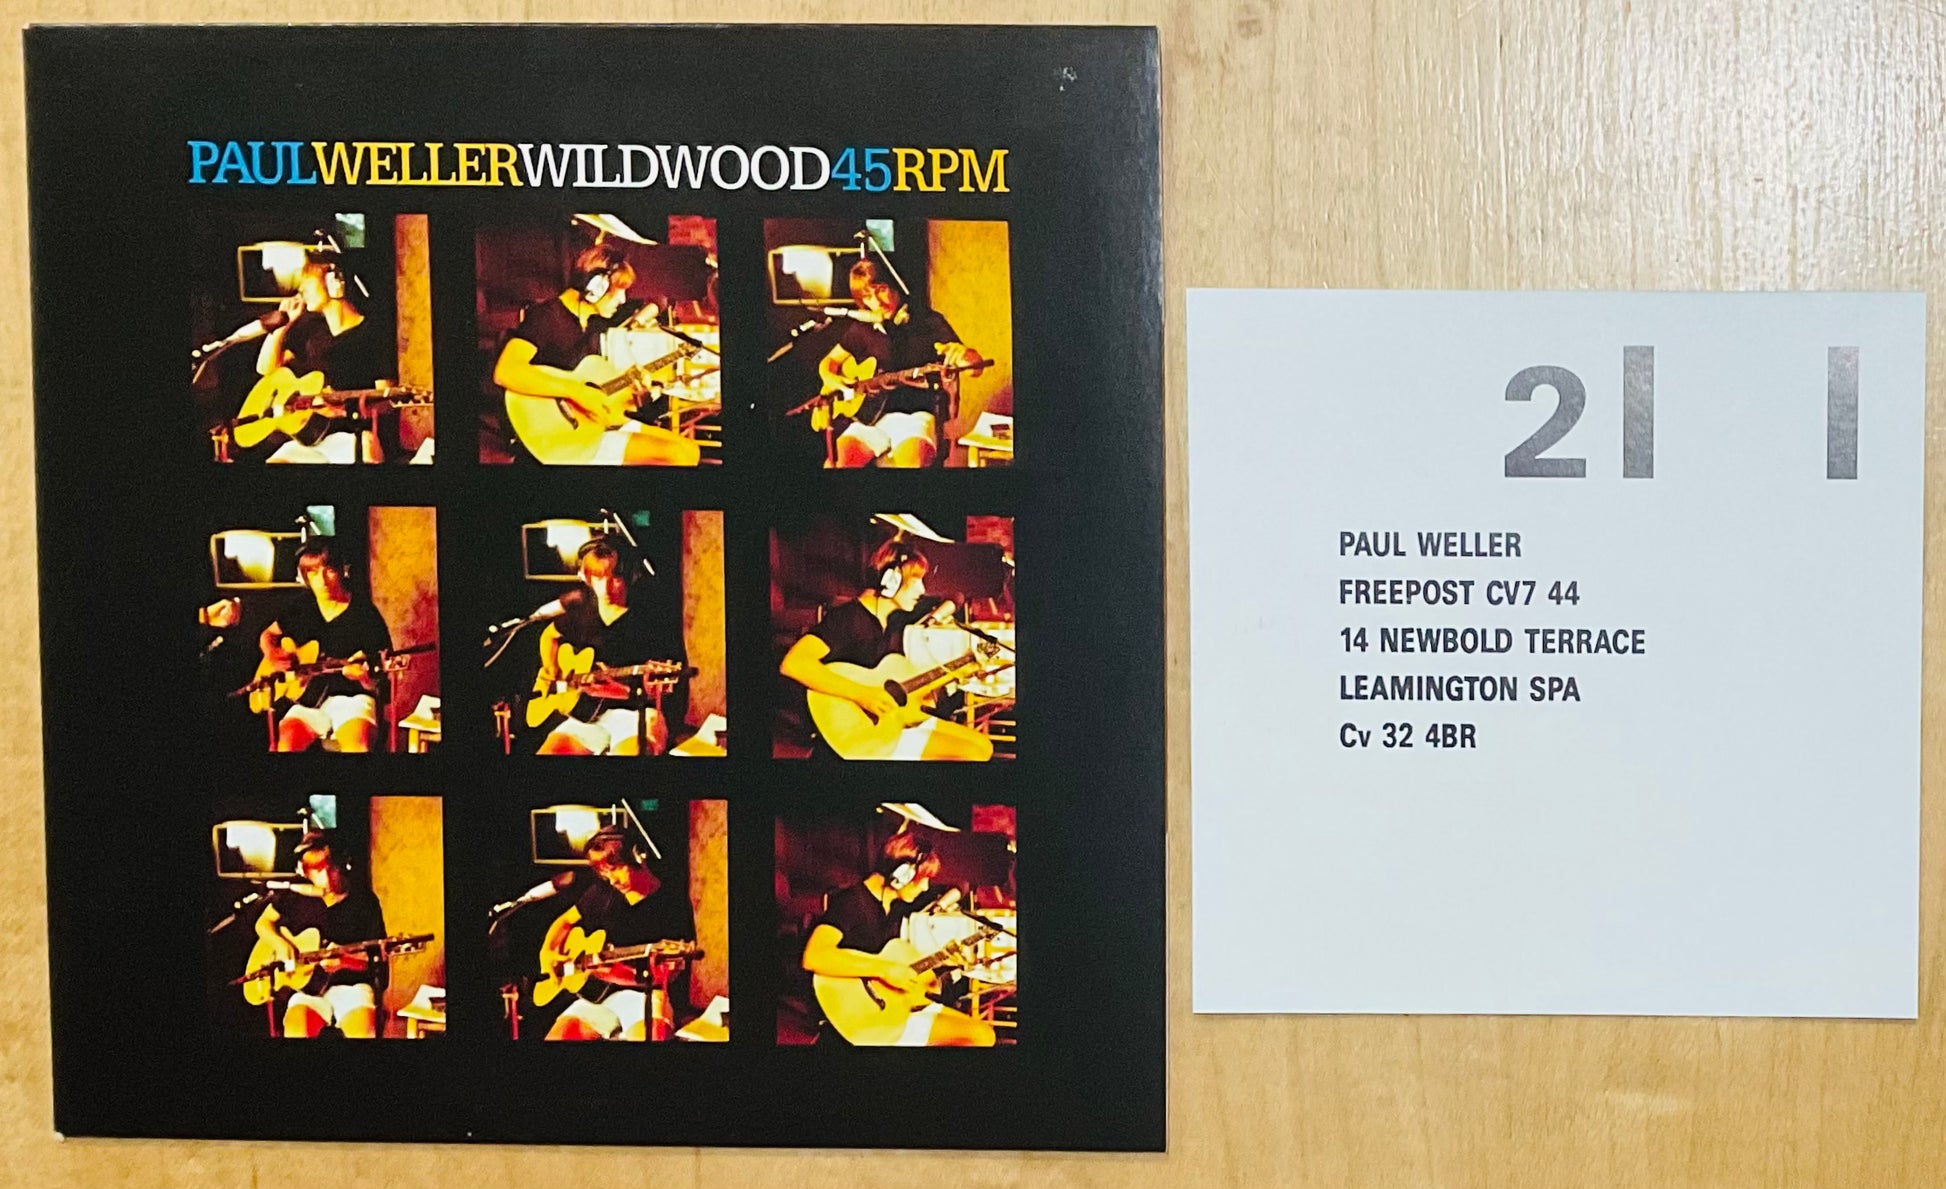 PAULWELLERWILDWOOD45RPM
2
PAUL WELLER
FREEPOST CV7 44
14 NEWBOLD TERRACE
LEAMINGTON SPA
Cv 32 4BR